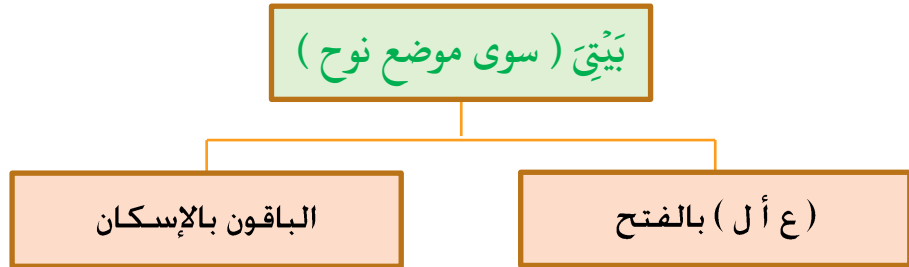 بَيْتِيَ ( سوى موضع نوح )
( ع أ ل ) بالفتح
الباقون بالإسكان